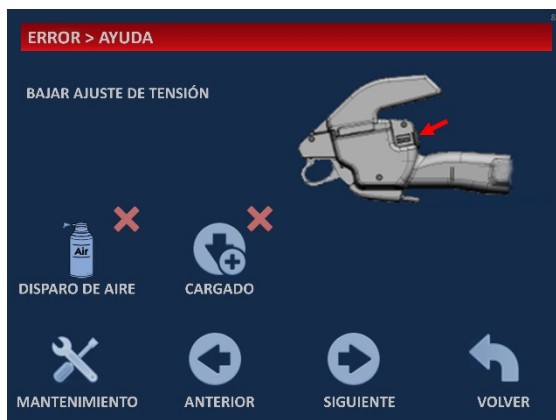 ERROR > AYUDA
BAJAR AJUSTE DE TENSIÓN
Air
DISPARO DE AIRE
CARGADO
MANTENIMIENTO
ANTERIOR
SIGUIENTE
VOLVER